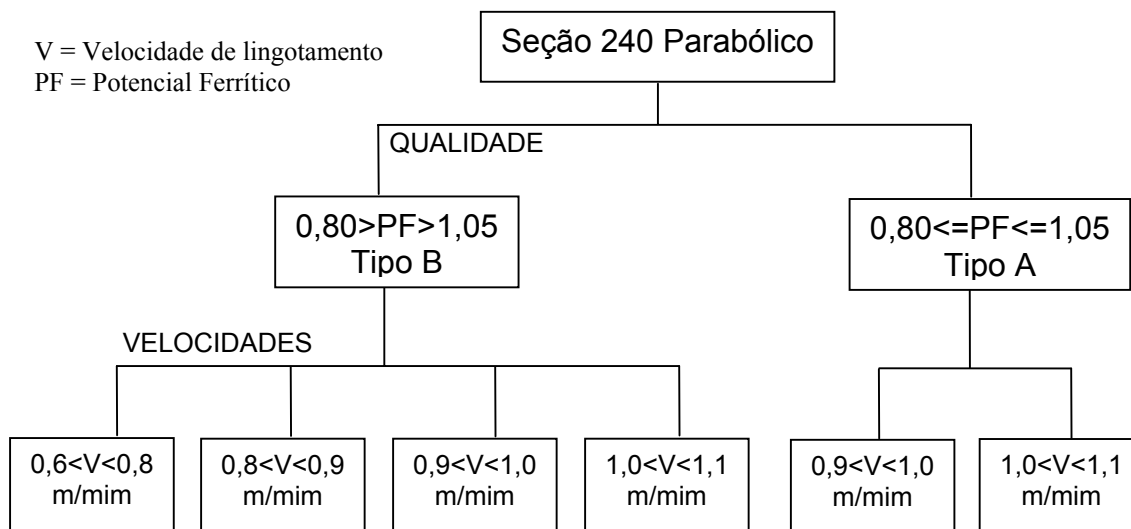 V = Velocidade de lingotamento
PF = Potencial Ferrítico
Seção 240 Parabólico
QUALIDADE
0,80>PF>1,05
Tipo B
0,80<=PF<=1,05
Tipo A
VELOCIDADES
0,6<V<0,8
m/mim
0,8<V<0,9
m/mim
0,9<V<1,0
m/mim
1,0<V<1,1
m/mim
0,9<V<1,0
m/mim
1,0<V<1,1
m/mim